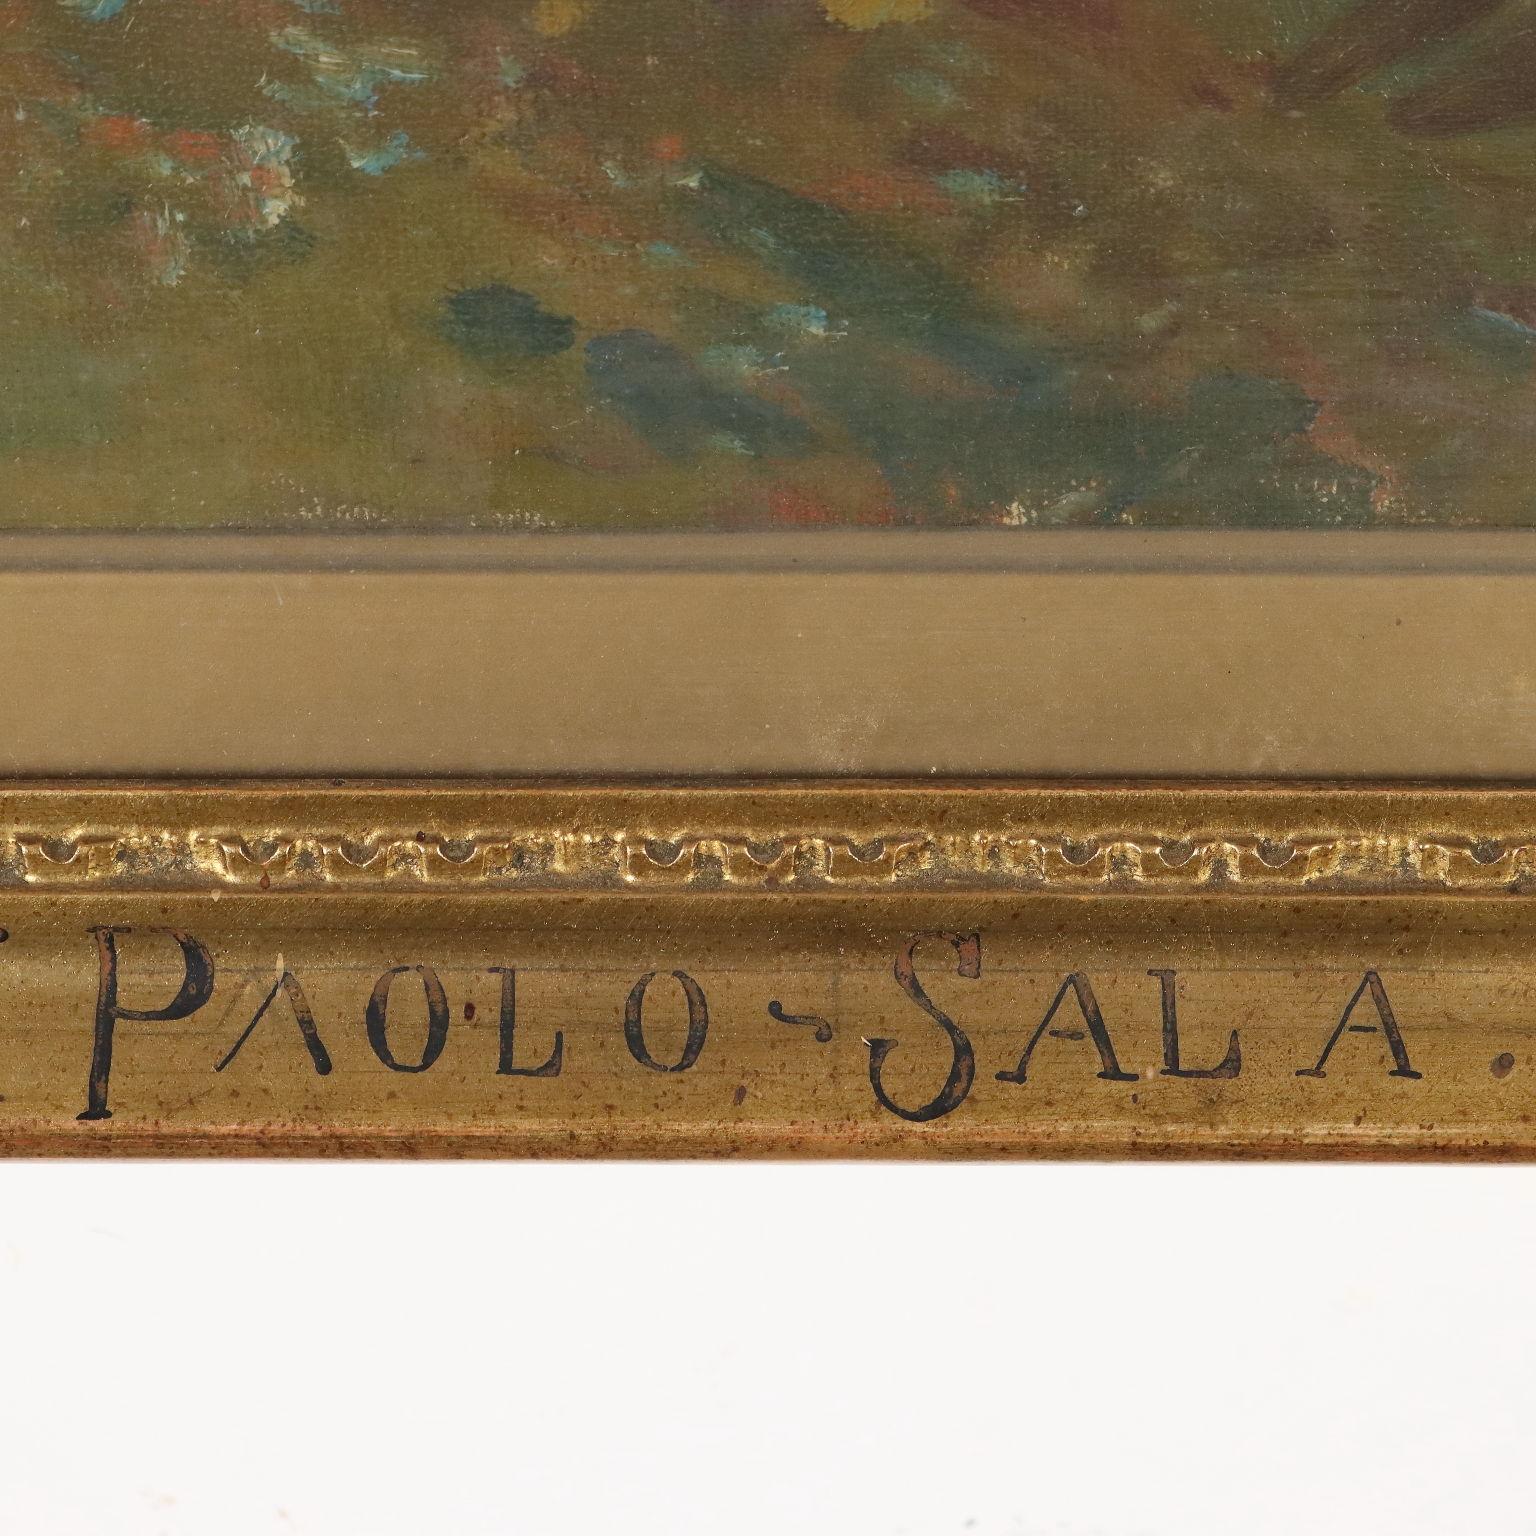 PAOLO ~ SALA .